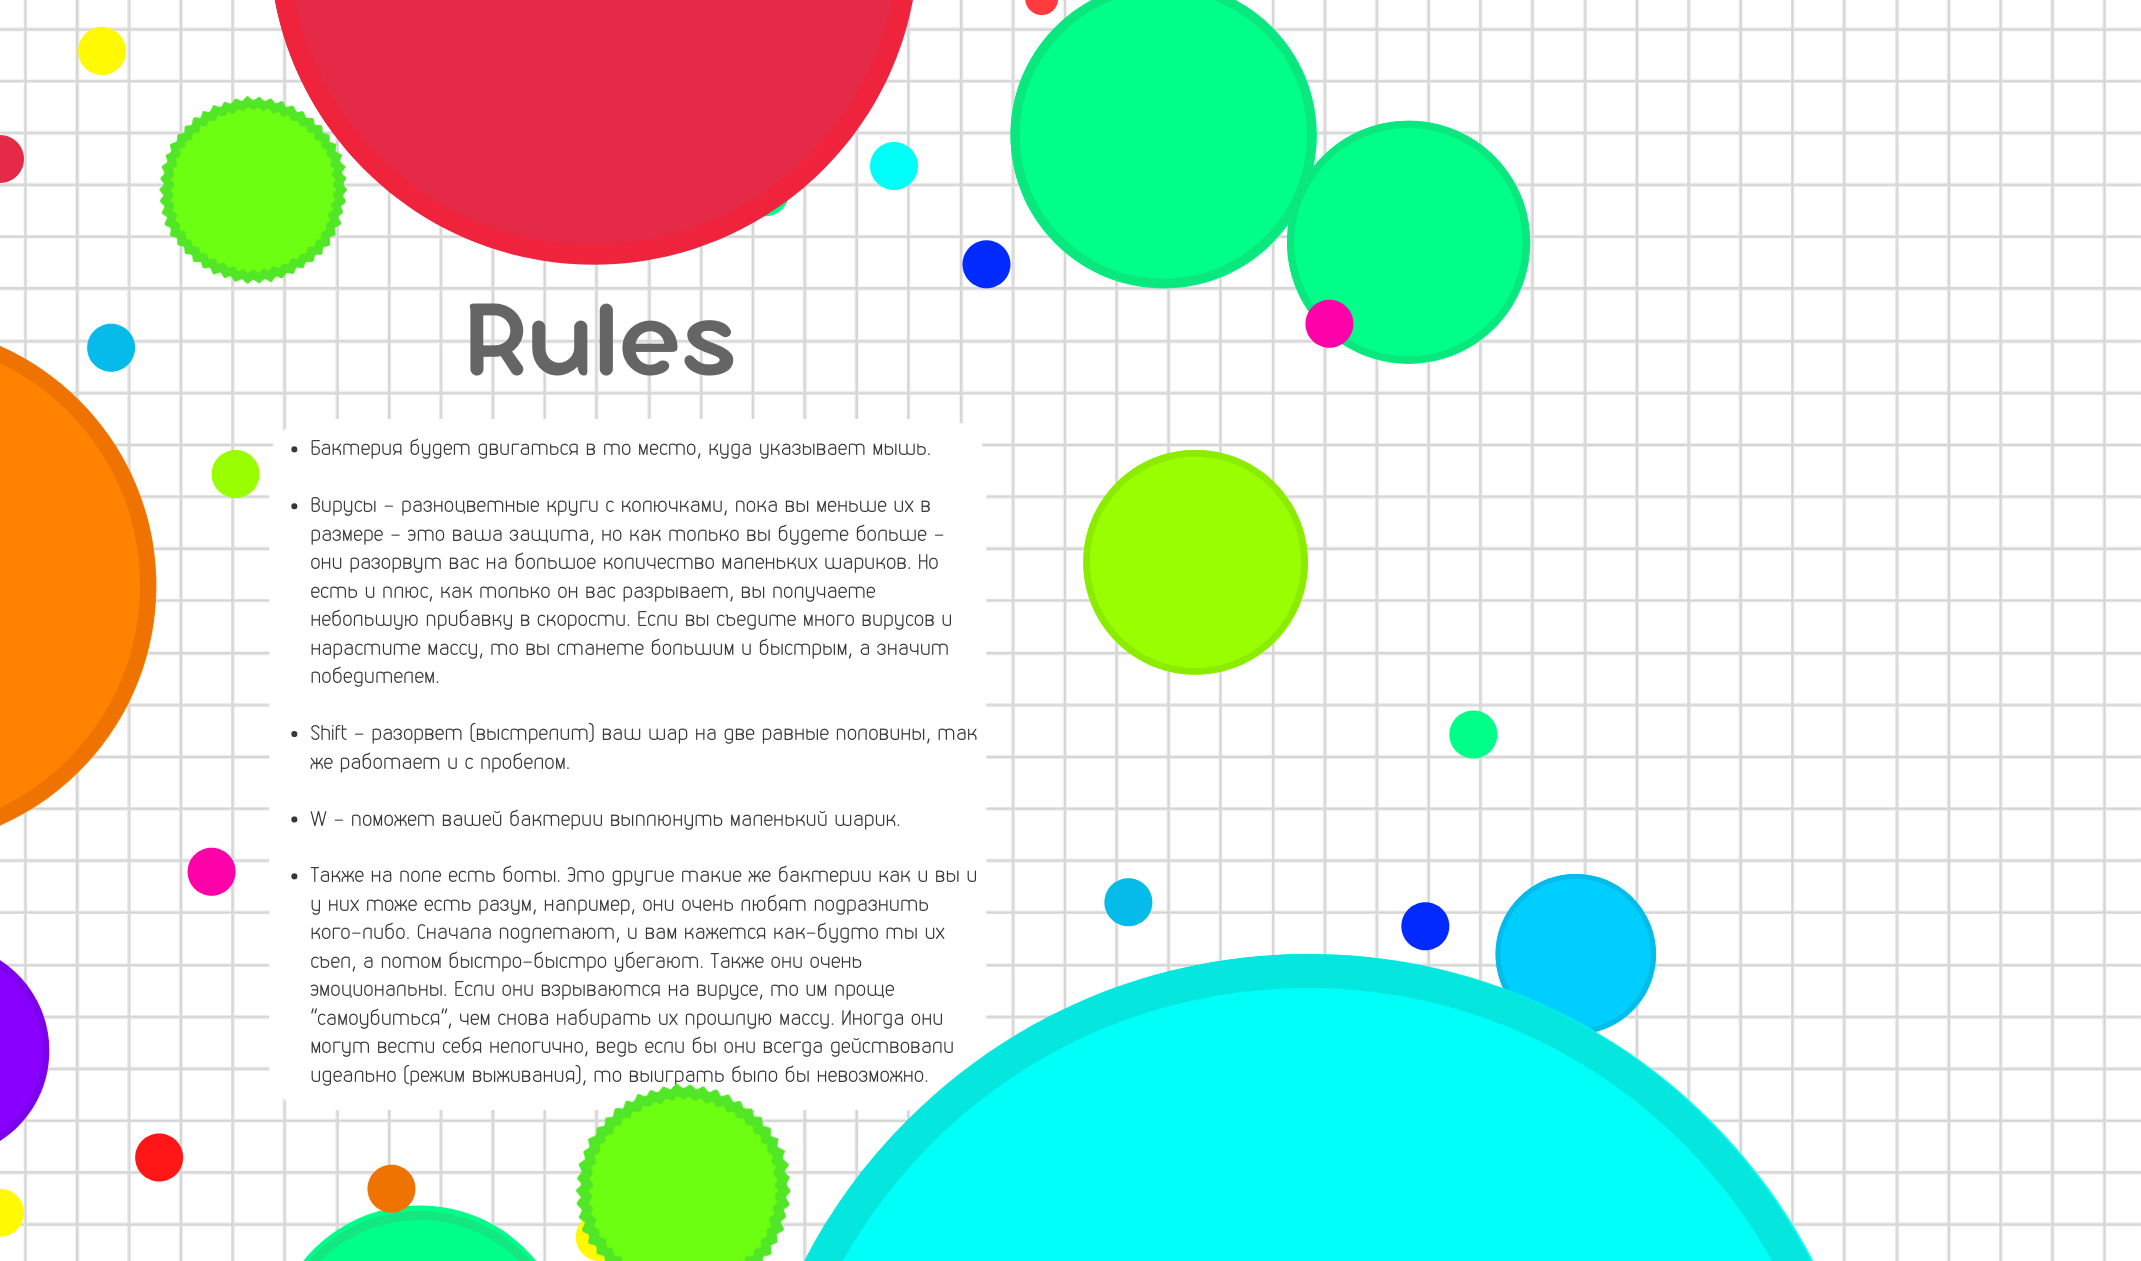 Rules
• Бактерия будет двигаться в то место, куда указывает мышь.
• Вирусы – разноцветные круги с колючками, пока вы меньше их в
размере – это ваша защита, но как только вы будете больше –
они разорвут вас на большое количество маленьких шариков. Но
есть и плюс, как только он вас разрывает, вы получаете
небольшую прибавку в скорости. Если вы съедите много вирусов и
нарастите массу, то вы станете большим и быстрым, а значит
победителем.
• Shift – разорвет (выстрелит) ваш шар на две равные половины, так
же работает и с пробелом.
• W – поможет вашей бактерии выплюнуть маленький шарик.
• Также на поле есть боты. Это другие такие же бактерии как и вы и
у них тоже есть разум, например, они очень любят подразнить
кого-либо. Сначала подлетают, и вам кажется как-будто ты их
съел, а потом быстро-быстро убегают. Также они очень
эмоциональны. Если они взрываются на вирусе, то им проще
"самоубиться", чем снова набирать их прошлую массу. Иногда они
могут вести себя нелогично, ведь если бы они всегда действовали
идеально (режим выживания), то выиграть было бы невозможно.